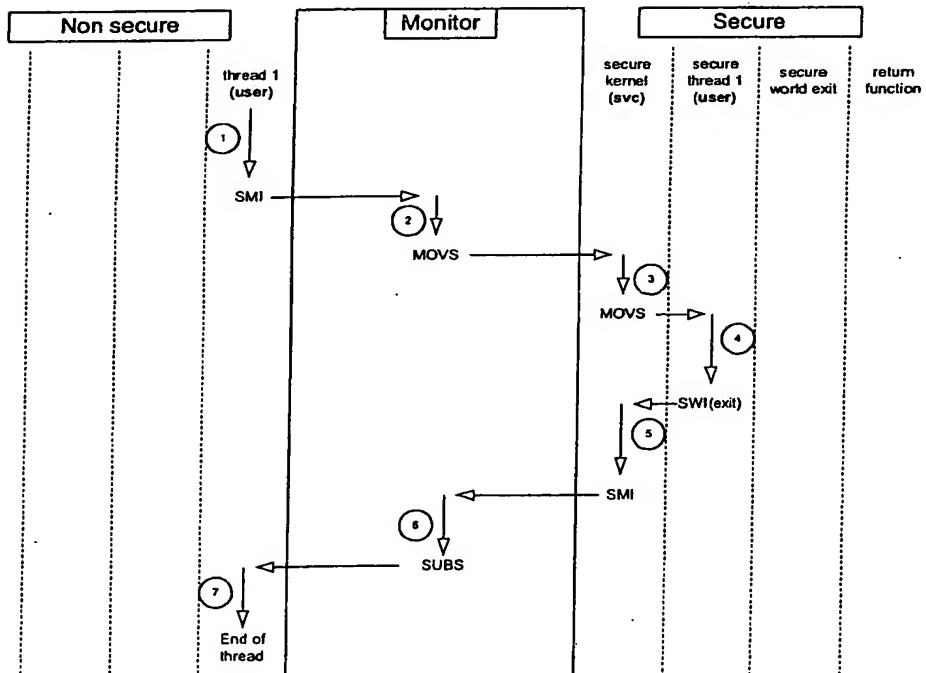 Non secure
Monitor
Secure
thread 1
(user)
secure
kernel
(svc)
secure
thread 1
(user)
secure
world exit
return
function
1
SMI
2
MOVS
3
MOVS
4
SWI(exit)
5
SMI
6
SUBS
7
End of
thread